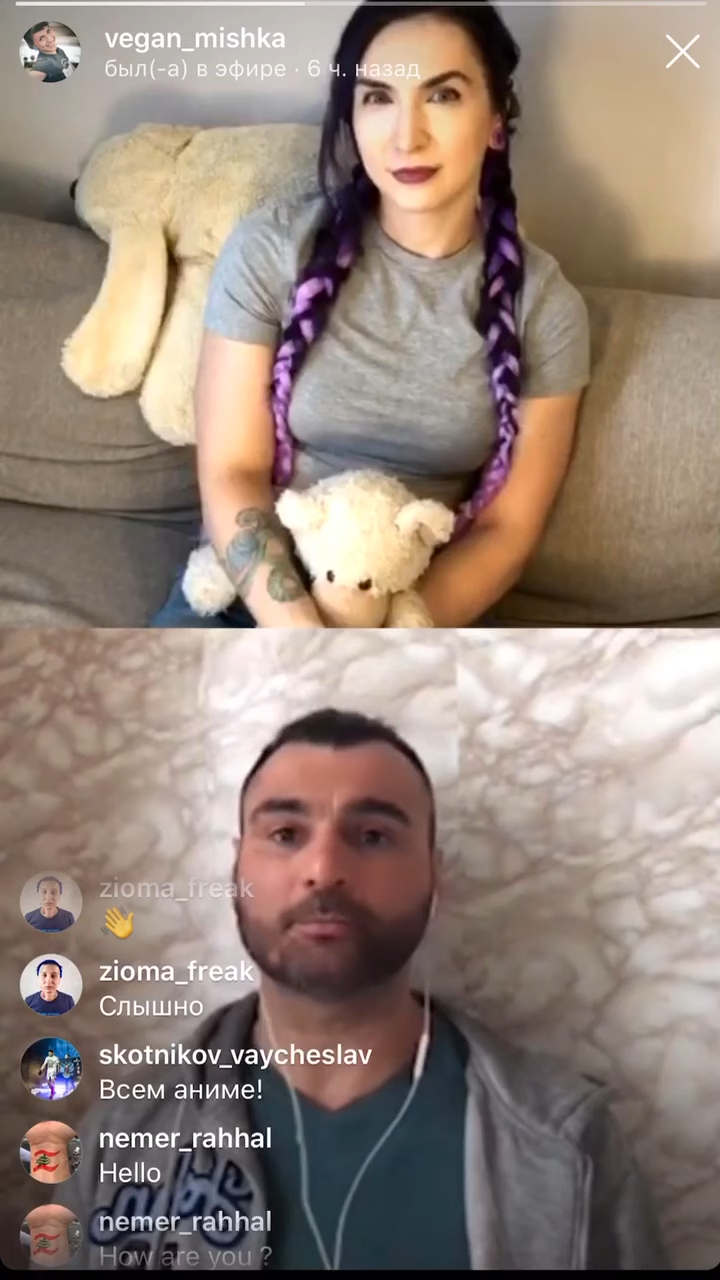 vegan_mishka
был(-а) в эфире · 6 ч. назад
zioma_freak
👋
zioma_freak
Слышно
skotnikov_vaycheslav
Всем аниме!
nemer_rahhal
Hello
nemer_rahhal
How are you ?